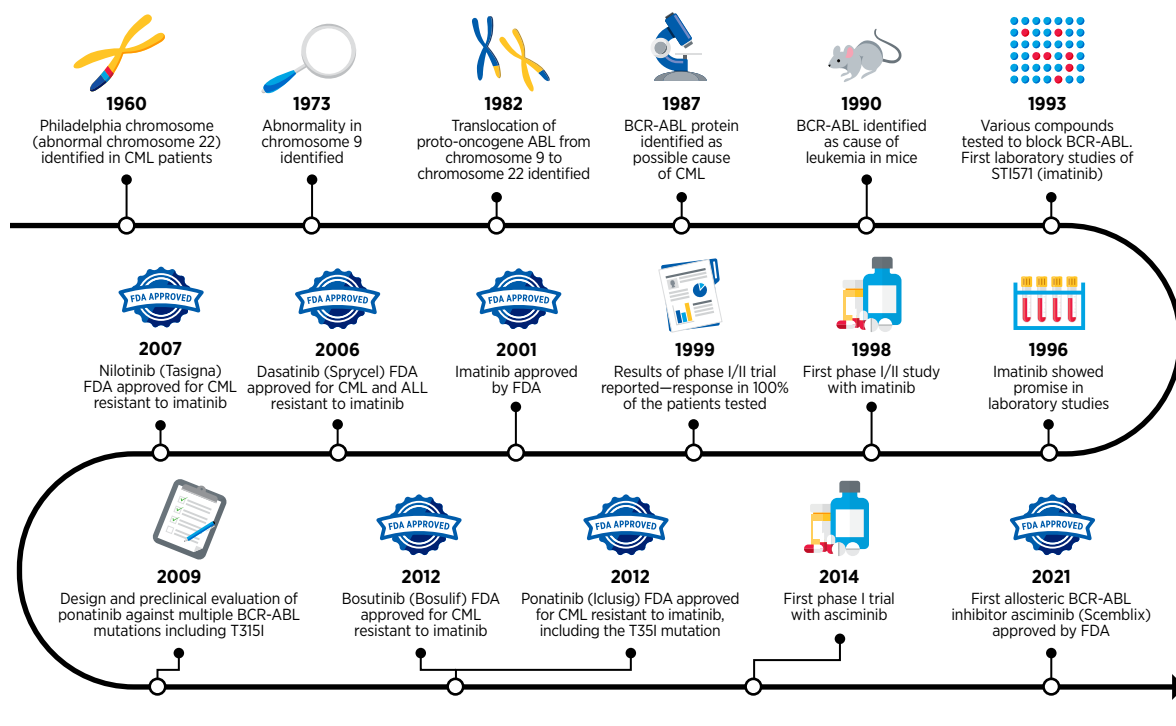 1960
Philadelphia chromosome
(abnormal chromosome 22)
identified in CML patients
1973
Abnormality in
chromosome 9
identified
1982
Translocation of
proto-oncogene ABL from
chromosome 9 to
chromosome 22 identified
1987
BCR-ABL protein
identified as
possible cause
of CML
1990
BCR-ABL identified
as cause of
leukemia in mice
1993
Various compounds
tested to block BCR-ABL.
First laboratory studies of
STI571 (imatinib)
FDA APPROVED
2007
Nilotinib (Tasigna)
FDA approved for CML
resistant to imatinib
FDA APPROVED
2006
Dasatinib (Sprycel) FDA
approved for CML and ALL
resistant to imatinib
FDA APPROVED
2001
Imatinib approved
by FDA
1999
Results of phase I/II trial
reported—response in 100%
of the patients tested
1998
First phase I/II study
with imatinib
1996
Imatinib showed
promise in
laboratory studies
2009
Design and preclinical evaluation of
ponatinib against multiple BCR-ABL
mutations including T315I
FDA APPROVED
2012
Bosutinib (Bosulif) FDA
approved for CML
resistant to imatinib
FDA APPROVED
2012
Ponatinib (Iclusig) FDA approved
for CML resistant to imatinib,
including the T35I mutation
2014
First phase I trial
with asciminib
FDA APPROVED
2021
First allosteric BCR-ABL
inhibitor asciminib (Scemblix)
approved by FDA